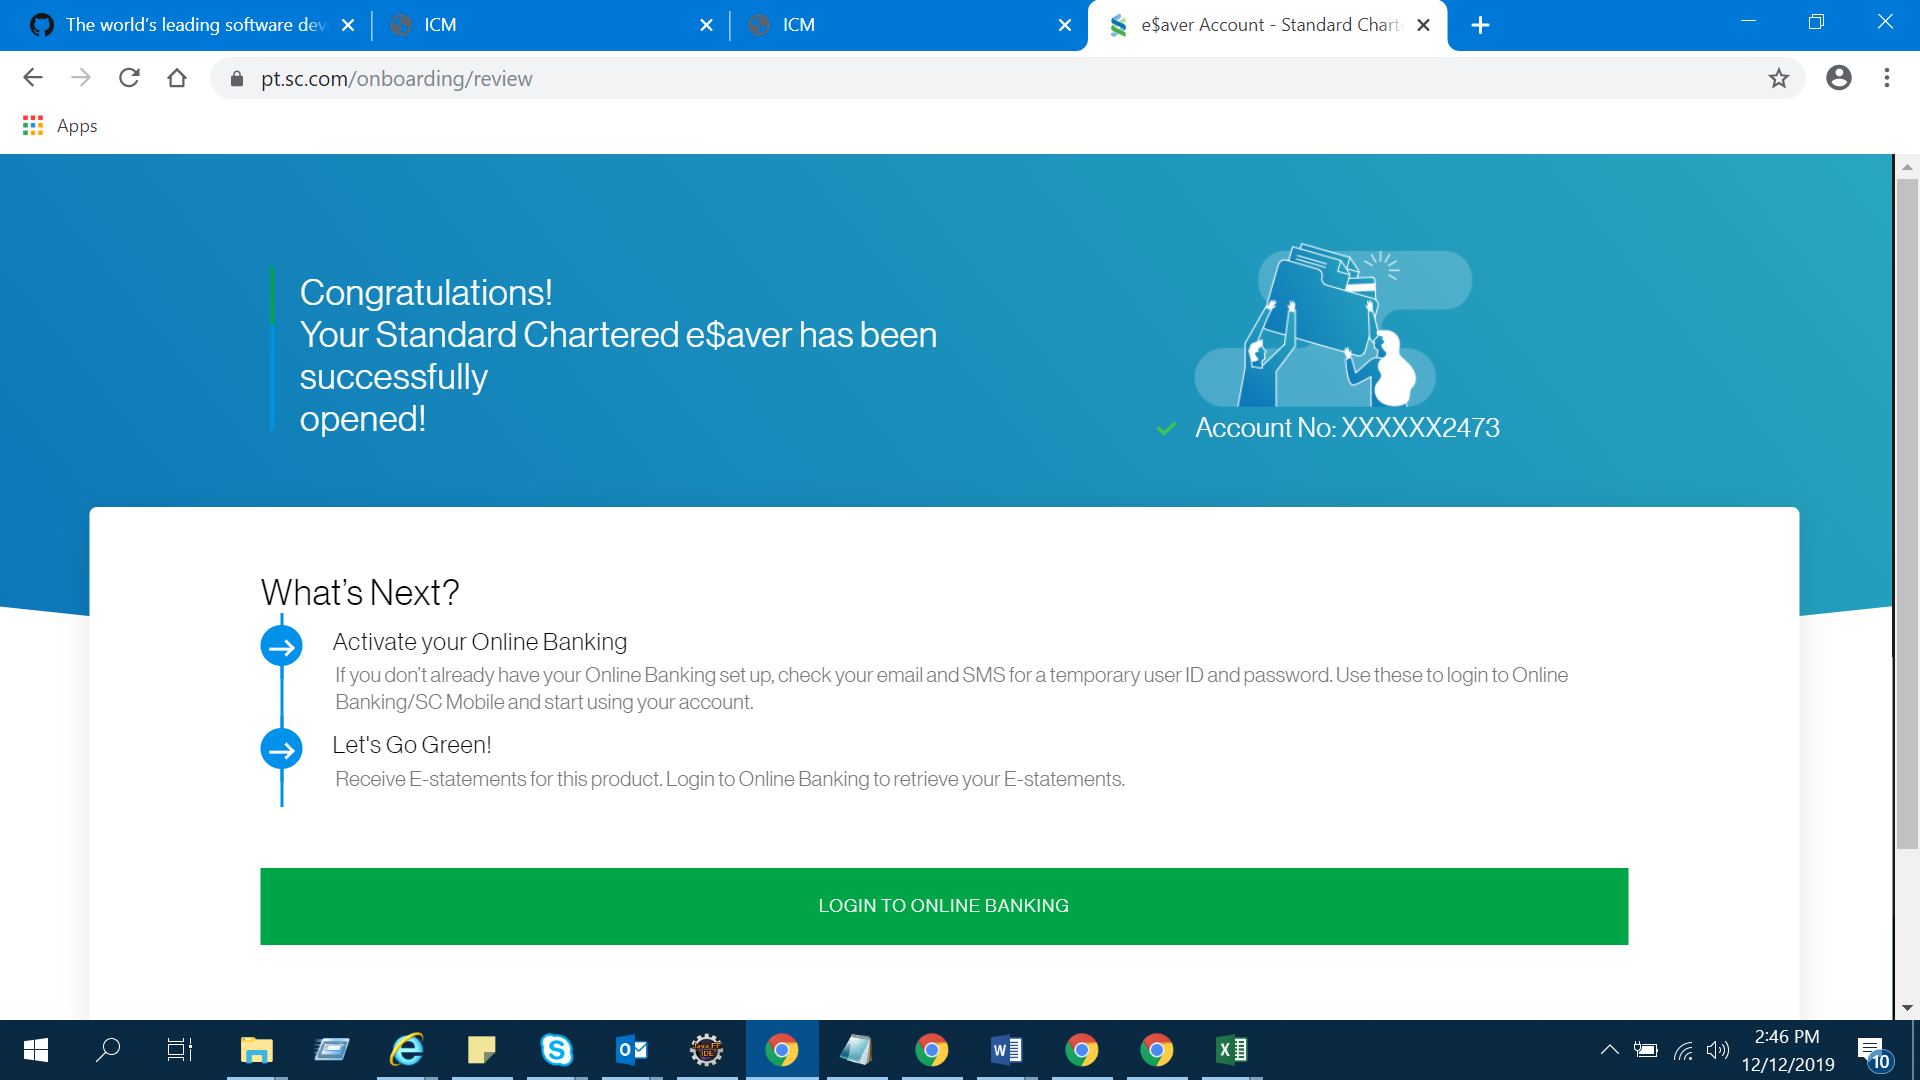 The world's leading software dev
ICM
ICM
e$aver Account - Standard Charte
pt.sc.com/onboarding/review
Apps
Congratulations!
Your Standard Chartered e$aver has been
successfully
opened!
Account No: XXXXXX2473
What's Next?
Activate your Online Banking
If you don't already have your Online Banking set up, check your email and SMS for a temporary user ID and password. Use these to login to Online
Banking/SC Mobile and start using your account.
Let's Go Green!
Receive E-statements for this product. Login to Online Banking to retrieve your E-statements.
LOGIN TO ONLINE BANKING
2:46 PM
12/12/2019
10